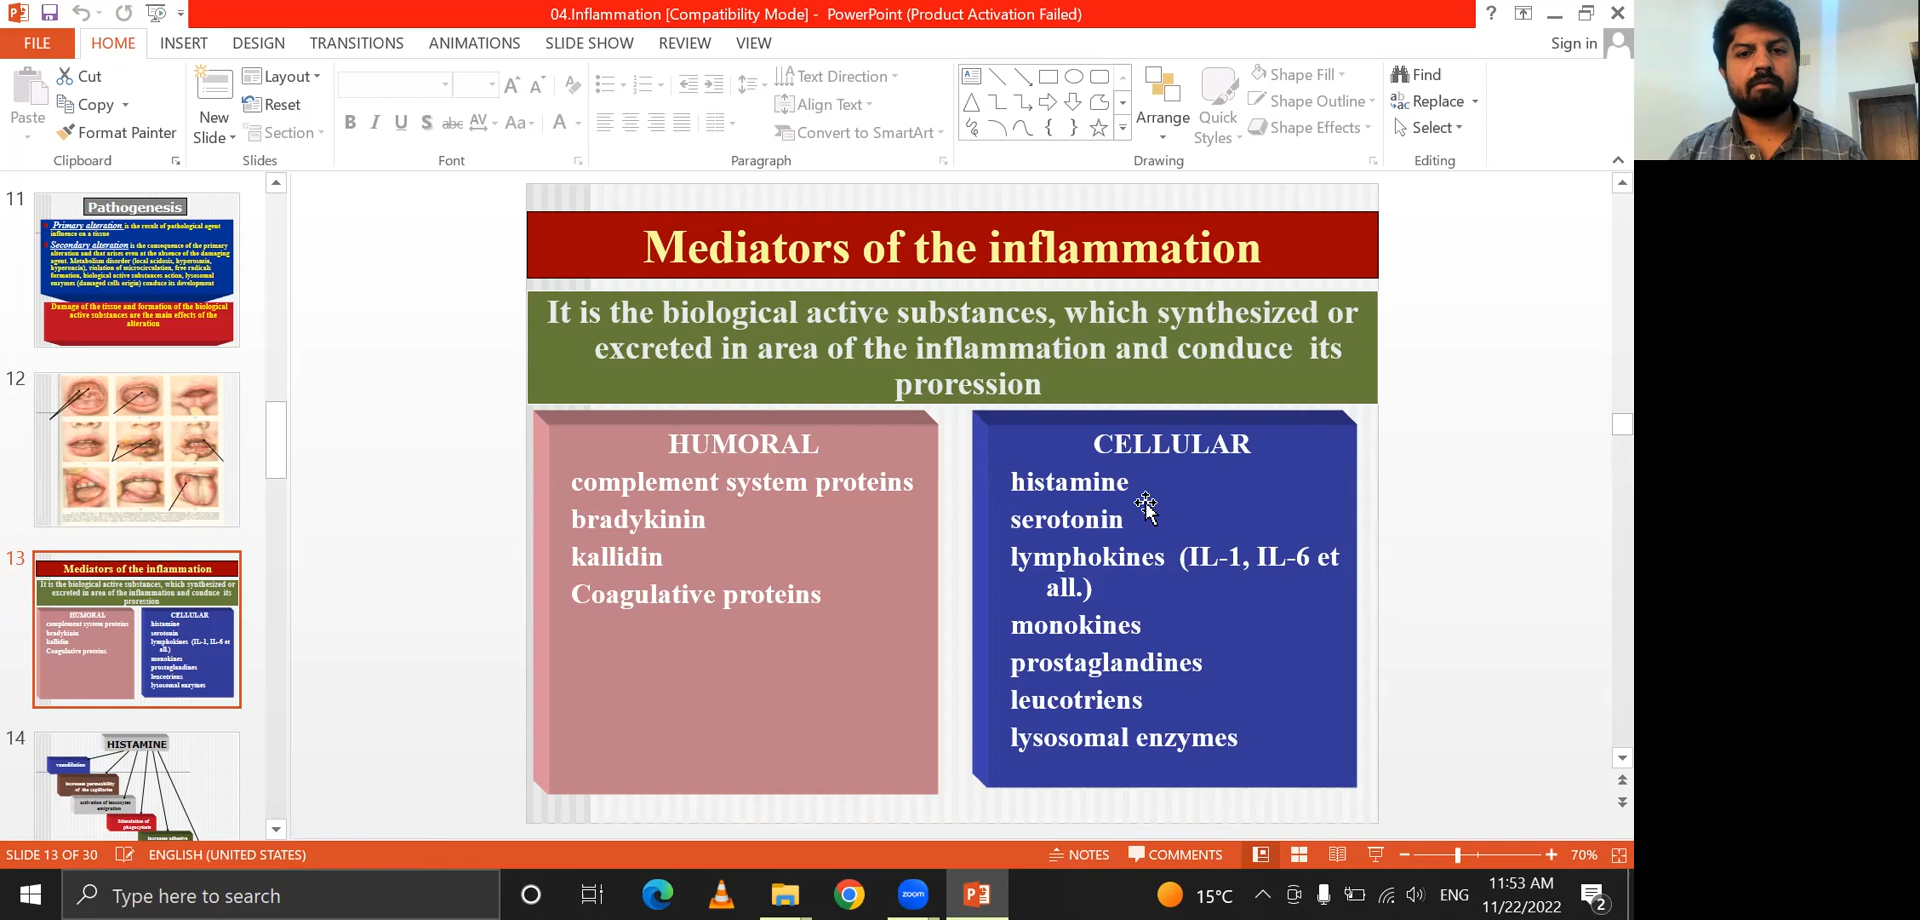 04.Inflammation [Compatibility Mode] - PowerPoint (Product Activation Failed)
?
FILE HOME INSERT DESIGN TRANSITIONS ANIMATIONS SLIDE SHOW REVIEW VIEW
Sign in
Paste
Cut
Copy
Format Painter
Clipboard
New Slide
Layout
Reset
Section
Slides
B I U S abc AV Aa A
Font
Text Direction
Align Text
Convert to SmartArt
Paragraph
Arrange
Quick Styles
Shape Fill
Shape Outline
Shape Effects
Drawing
Find
Replace
Select
Editing
11
Pathogenesis
Primary alteration is the result of pathological agent
influence on a tissue
Secondary alteration is the consequence of the primary
alteration and that arises even at the absence of the damaging
agent. Metabolism disorder (local acidosis, hyperosmia,
hyperoncia), violation of microcirculation, free radicals
formation, biological active substances action, lysosomal
enzymes (damaged cells origin) conduce its development
Damage of the tissue and formation of the biological
active substances are the main effects of the
alteration
12
13
Mediators of the inflammation
It is the biological active substances, which synthesized or
excreted in area of the inflammation and conduce its
proression
HUMORAL
complement system proteins
bradykinin
kallidin
Coagulative proteins
CELLULAR
histamine
serotonin
lymphokines (IL-1, IL-6 et
all.)
monokines
prostaglandines
leucotriens
lysosomal enzymes
14
HISTAMINE
vasodilation
increases permeability
of the capillaries
activation of leucocytes
emigration
Stimulation of
phagocytosis
increases adhesive
Mediators of the inflammation
It is the biological active substances, which synthesized or
excreted in area of the inflammation and conduce its
proression
HUMORAL
complement system proteins
bradykinin
kallidin
Coagulative proteins
CELLULAR
histamine
serotonin
lymphokines (IL-1, IL-6 et
all.)
monokines
prostaglandines
leucotriens
lysosomal enzymes
SLIDE 13 OF 30 ENGLISH (UNITED STATES) NOTES COMMENTS 70%
Type here to search
zoom
15°C
ENG
11:53 AM
11/22/2022
2